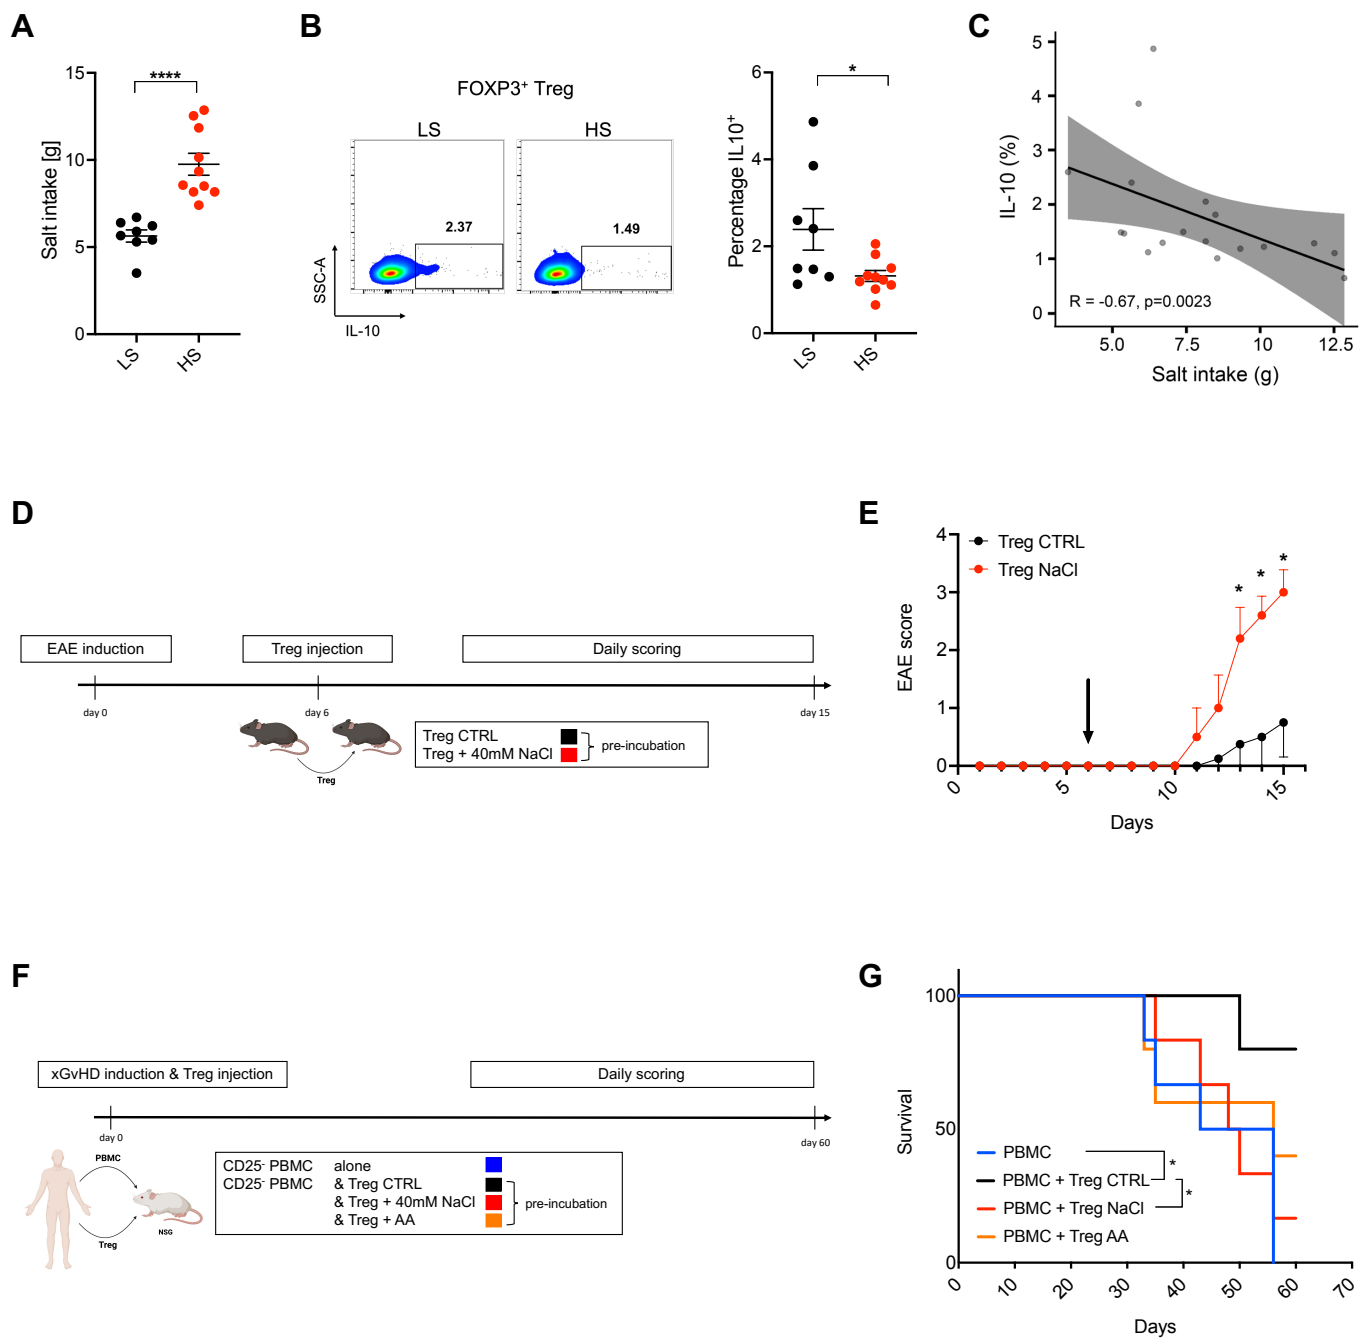 A
15
10
5
0
Salt intake [g]
****
LS
HS
B
FOXP3⁺ Treg
LS
HS
2.37
1.49
SSC-A
IL-10
6
4
2
0
Percentage IL10⁺
*
LS
HS
C
5
4
3
2
1
0
IL-10 (%)
R = -0.67, p=0.0023
5.0
7.5
10
12.5
Salt intake (g)
D
EAE induction
Treg injection
Daily scoring
day 0
day 6
day 15
Treg
Treg CTRL
Treg + 40mM NaCl
pre-incubation
E
4
3
2
1
0
EAE score
Treg CTRL
Treg NaCl
*
*
*
0
5
10
15
Days
F
xGvHD induction & Treg injection
Daily scoring
day 0
day 60
PBMC
Treg
NSG
CD25⁻ PBMC alone
CD25⁻ PBMC & Treg CTRL
& Treg + 40mM NaCl
& Treg + AA
pre-incubation
G
100
50
0
Survival
PBMC
PBMC + Treg CTRL
PBMC + Treg NaCl
PBMC + Treg AA
*
*
0
10
20
30
40
50
60
70
Days